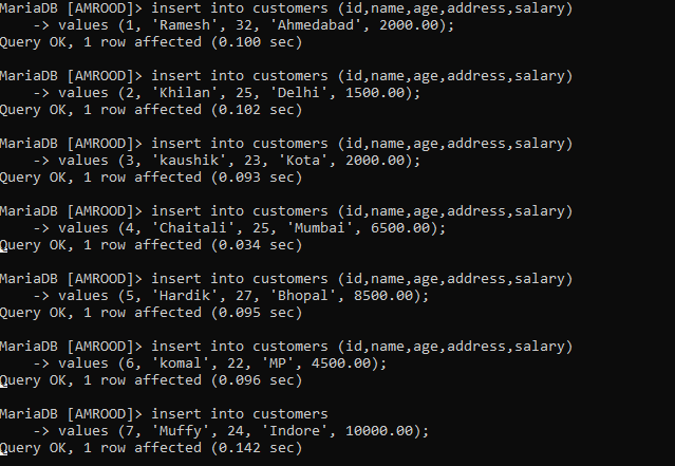 MariaDB [AMROOD]> insert into customers (id,name,age,address,salary)
-> values (1, 'Ramesh', 32, 'Ahmedabad', 2000.00);
Query OK, 1 row affected (0.100 sec)
MariaDB [AMROOD]> insert into customers (id,name,age,address,salary)
-> values (2, 'Khilan', 25, 'Delhi', 1500.00);
Query OK, 1 row affected (0.102 sec)
MariaDB [AMROOD]> insert into customers (id,name,age,address,salary)
-> values (3, 'kaushik', 23, 'Kota', 2000.00);
Query OK, 1 row affected (0.093 sec)
MariaDB [AMROOD]> insert into customers (id,name,age,address,salary)
-> values (4, 'Chaitali', 25, 'Mumbai', 6500.00);
Query OK, 1 row affected (0.034 sec)
MariaDB [AMROOD]> insert into customers (id,name,age,address,salary)
-> values (5, 'Hardik', 27, 'Bhopal', 8500.00);
Query OK, 1 row affected (0.095 sec)
MariaDB [AMROOD]> insert into customers (id,name,age,address,salary)
-> values (6, 'komal', 22, 'MP', 4500.00);
Query OK, 1 row affected (0.096 sec)
MariaDB [AMROOD]> insert into customers
-> values (7, 'Muffy', 24, 'Indore', 10000.00);
Query OK, 1 row affected (0.142 sec)